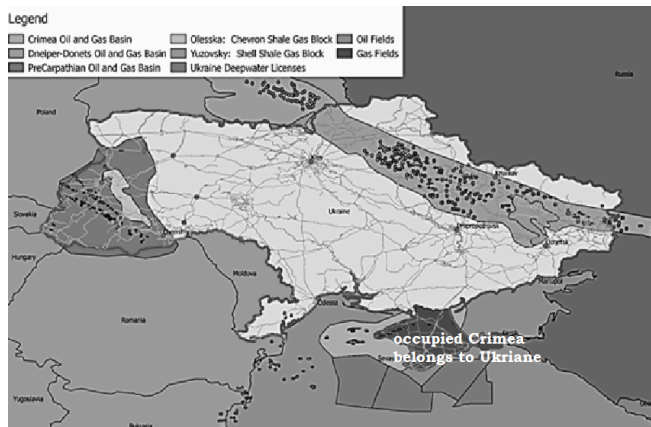 Legend
Crimea Oil and Gas Basin
Dneiper-Donets Oil and Gas Basin
PreCarpathian Oil and Gas Basin
Olesska: Chevron Shale Gas Block
Yuzovsky: Shell Shale Gas Block
Ukraine Deepwater Licenses
Oil Fields
Gas Fields
Russia
Poland
Slovakia
Ukraine
Hungary
Moldova
Mariupol
Odessa
Romania
occupied Crimea
belongs to Ukriane
Yugoslavia
Bulgaria